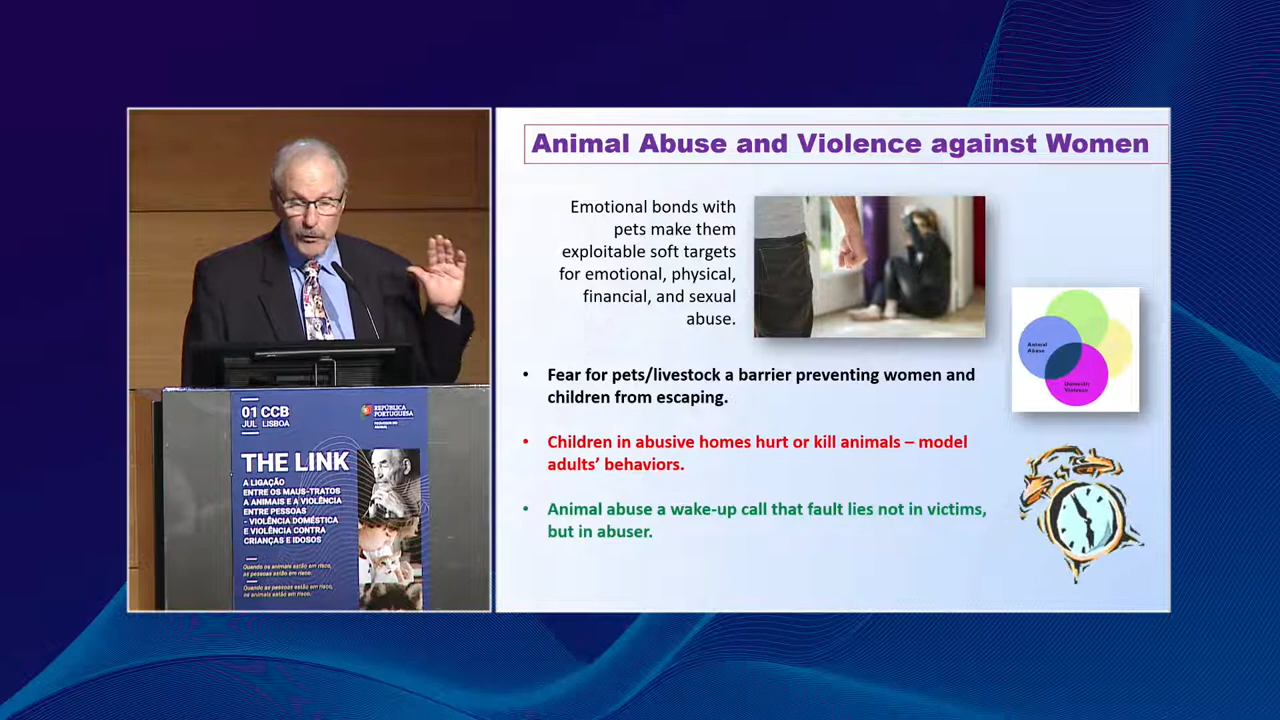 Animal Abuse and Violence against Women
Emotional bonds with
pets make them
exploitable soft targets
for emotional, physical,
financial, and sexual
abuse.
• Fear for pets/livestock a barrier preventing women and
children from escaping.
• Children in abusive homes hurt or kill animals – model
adults’ behaviors.
• Animal abuse a wake-up call that fault lies not in victims,
but in abuser.
Animal
Abuse
Domestic
Violence
01 CCB
JUL LISBOA
REPÚBLICA
PORTUGUESA
THE LINK
A LIGAÇÃO
ENTRE OS MAUS-TRATOS
A ANIMAIS E A VIOLÊNCIA
ENTRE PESSOAS
- VIOLÊNCIA DOMÉSTICA
E VIOLÊNCIA CONTRA
CRIANÇAS E IDOSOS
Quando os animais estão em risco,
as pessoas estão em risco.
Quando as pessoas estão em risco,
os animais estão em risco.